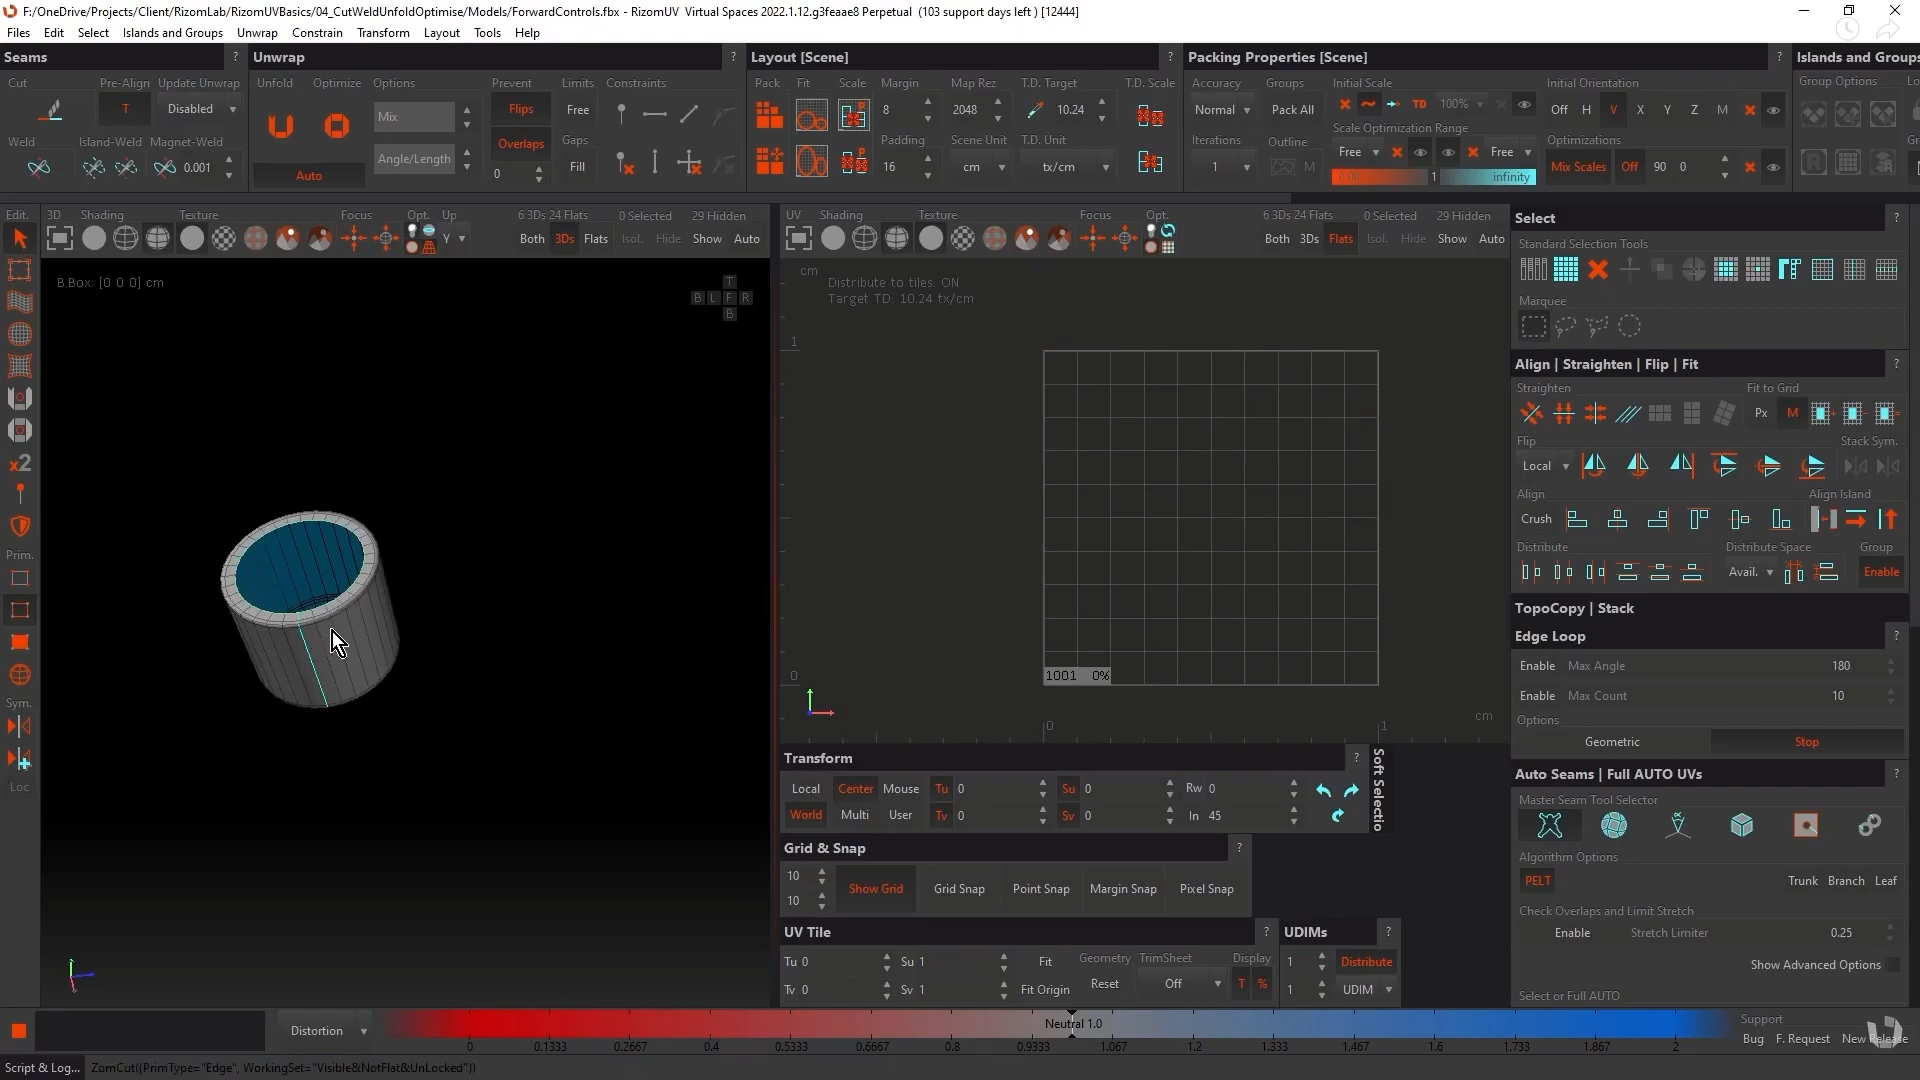 F:/OneDrive/Projects/Client/RizomLab/RizomUVBasics/04_CutWeldUnfoldOptimise/Models/ForwardControls.fbx - RizomUV Virtual Spaces 2022.1.12.g3feaae8 Perpetual (103 support days left ) [12444]
Files Edit Select Islands and Groups Unwrap Constrain Transform Layout Tools Help
Seams ? Unwrap ? Layout [Scene] ? Packing Properties [Scene] ? Islands and Groups
Cut Pre-Align Update Unwrap Unfold Optimize Options Prevent Limits Constraints Pack Fit Scale Margin Map Rez T.D. Target T.D. Scale Accuracy Groups Initial Scale Initial Orientation Group Options
T Disabled Mix Flips Free 8 2048 10.24 Normal Pack All TD 100% Off H V X Y Z M
Weld Island-Weld Magnet-Weld Overlaps Gaps Padding Scene Unit T.D. Unit Iterations Outline Scale Optimization Range Optimizations
0.001 Auto Angle/Length 0 Fill 16 cm tx/cm 1 M Free Free Mix Scales Off 90 0
1 infinity
Edit. 3D Shading Texture Focus Opt. Up 6 3Ds 24 Flats 0 Selected 29 Hidden UV Shading Texture Focus Opt. 6 3Ds 24 Flats 0 Selected 29 Hidden
Y Both 3Ds Flats Isol. Hide Show Auto Both 3Ds Flats Isol. Hide Show Auto
Select ?
Standard Selection Tools
Marquee
B.Box: [0 0 0] cm
T
B L F R
B
cm Distribute to tiles: ON
Target TD: 10.24 tx/cm
1
0
1001 0%
0 1 cm
Align | Straighten | Flip | Fit ?
Straighten Fit to Grid
Px M
Flip Stack Sym.
Local
Align Align Island
Crush
Distribute Distribute Space Group
Avail. Enable
TopoCopy | Stack
Edge Loop ?
Enable Max Angle 180
Enable Max Count 10
Options
Geometric Stop
x2
Prim.
Sym.
Loc
Transform ? Soft Selectio
Local Center Mouse Tu 0 Su 0 Rw 0
World Multi User Tv 0 Sv 0 In 45
Grid & Snap ?
10
10
Show Grid Grid Snap Point Snap Margin Snap Pixel Snap
UV Tile ? UDIMs ?
Tu 0 Su 1 Fit Geometry TrimSheet Display 1 Distribute
Tv 0 Sv 1 Fit Origin Reset Off T % 1 UDIM
Auto Seams | Full AUTO UVs ?
Master Seam Tool Selector
Algorithm Options
PELT Trunk Branch Leaf
Check Overlaps and Limit Stretch
Enable Stretch Limiter 0.25
Show Advanced Options
Select or Full AUTO
Distortion Neutral 1.0
0 0.1333 0.2667 0.4 0.5333 0.6667 0.8 0.9333 1.067 1.2 1.333 1.467 1.6 1.733 1.867 2
Support
Bug F. Request New Release
Script & Log... ZomCut({PrimType="Edge", WorkingSet="Visible&NotFlat&UnLocked"})